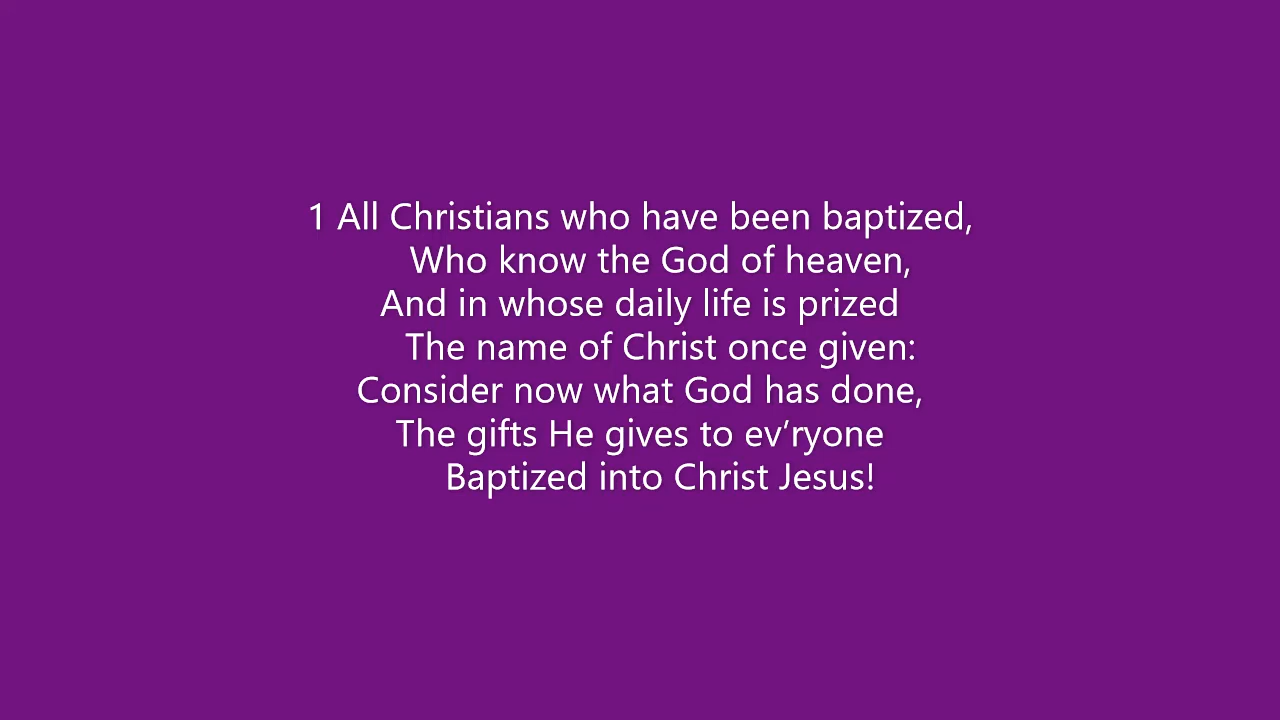 1 All Christians who have been baptized,
Who know the God of heaven,
And in whose daily life is prized
The name of Christ once given:
Consider now what God has done,
The gifts He gives to ev’ryone
Baptized into Christ Jesus!